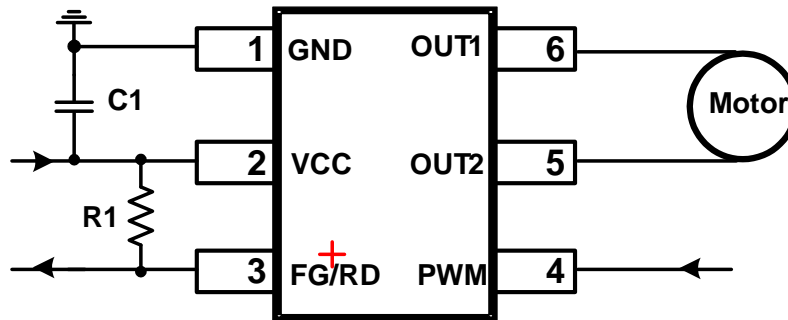 1 GND OUT1 6
C1
Motor
2 VCC OUT2 5
R1
3 FG/RD PWM 4